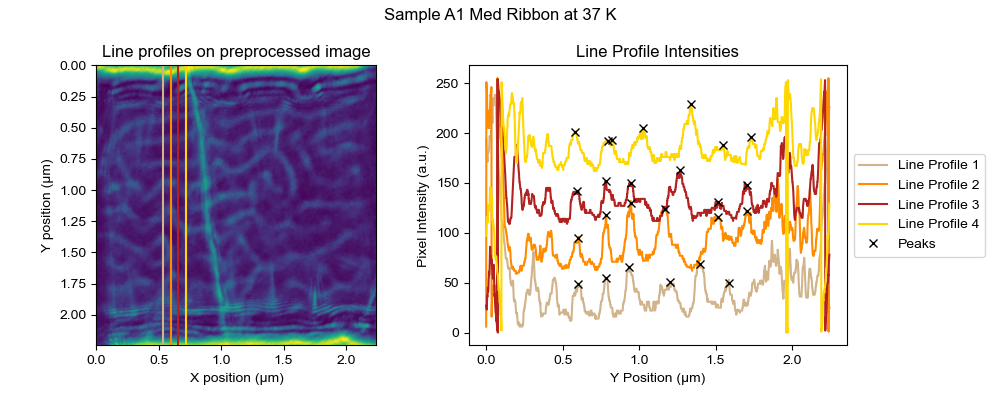 Sample A1 Med Ribbon at 37 K
Line profiles on preprocessed image
Y position (µm)
0.00
0.25
0.50
0.75
1.00
1.25
1.50
1.75
2.00
0.0 0.5 1.0 1.5 2.0
X position (µm)
Line Profile Intensities
Pixel Intensity (a.u.)
250
200
150
100
50
0
0.0 0.5 1.0 1.5 2.0
Y Position (µm)
Line Profile 1
Line Profile 2
Line Profile 3
Line Profile 4
Peaks